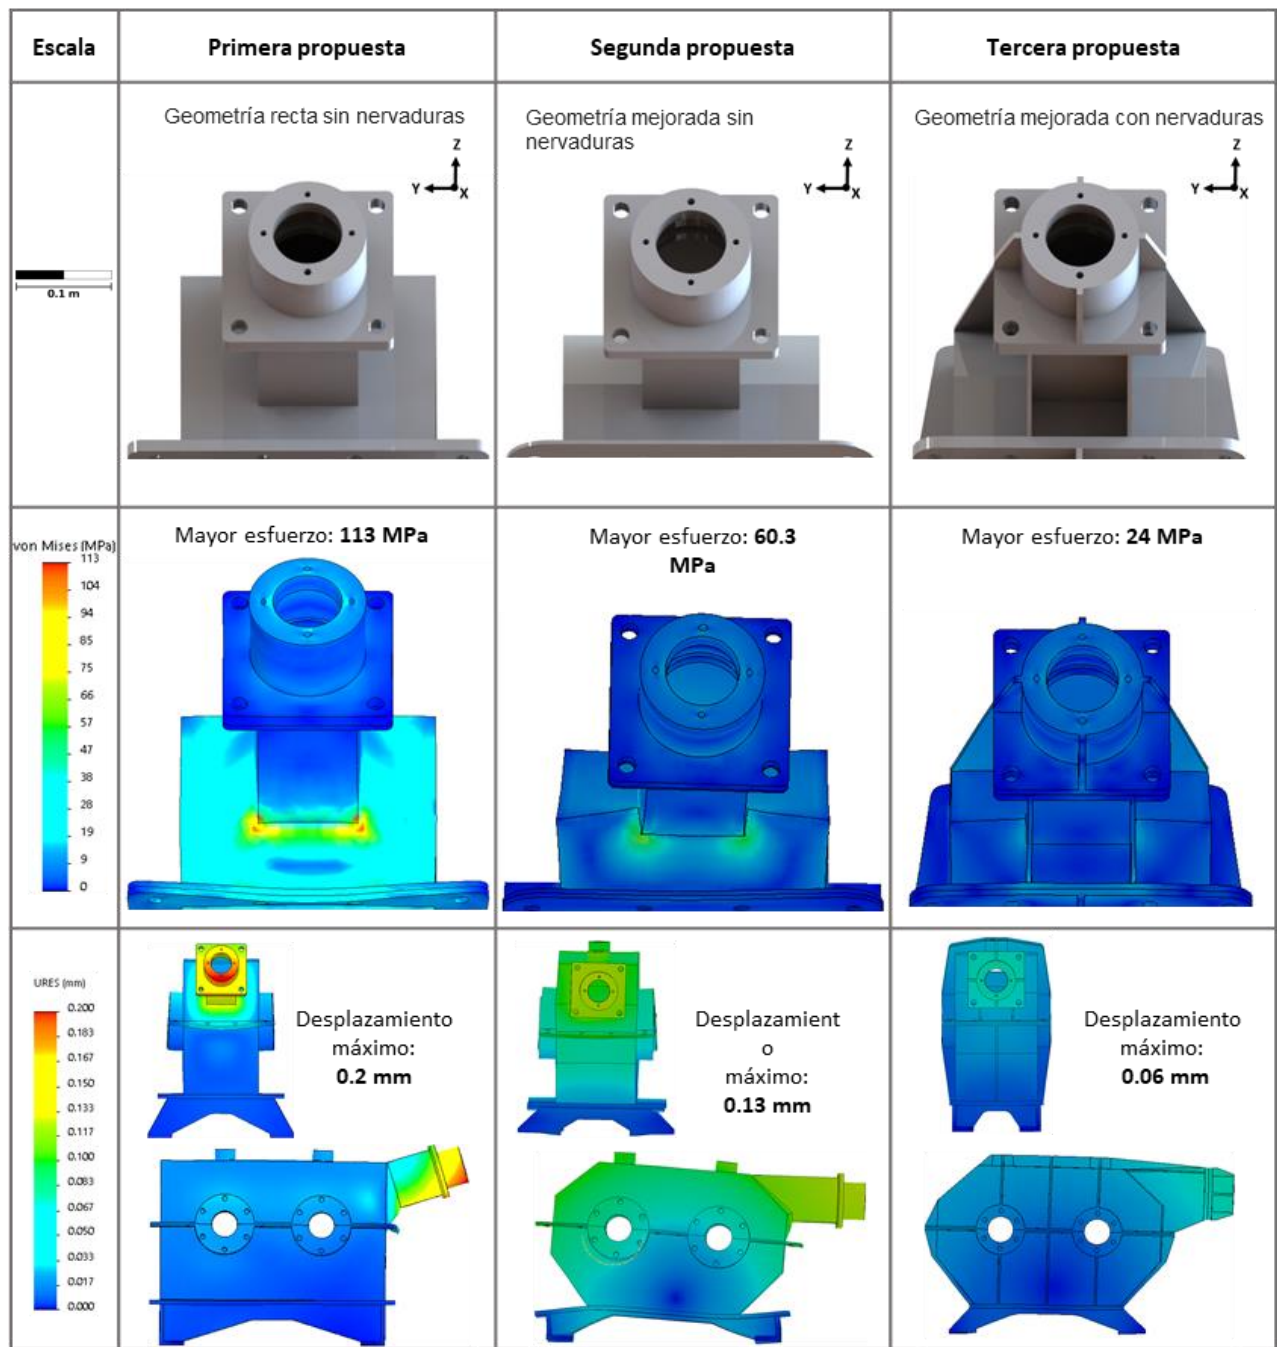 Escala
Primera propuesta
Segunda propuesta
Tercera propuesta
0.1 m
Geometría recta sin nervaduras
Z
Y
X
Geometría mejorada sin
nervaduras
Z
Y
X
Geometría mejorada con nervaduras
Z
Y
X
von Mises (MPa)
113
104
94
85
75
66
57
47
38
28
19
9
0
Mayor esfuerzo: 113 MPa
Mayor esfuerzo: 60.3
MPa
Mayor esfuerzo: 24 MPa
URES (mm)
0.200
0.183
0.167
0.150
0.133
0.117
0.100
0.083
0.067
0.050
0.033
0.017
0.000
Desplazamiento
máximo:
0.2 mm
Desplazamient
o
máximo:
0.13 mm
Desplazamiento
máximo:
0.06 mm